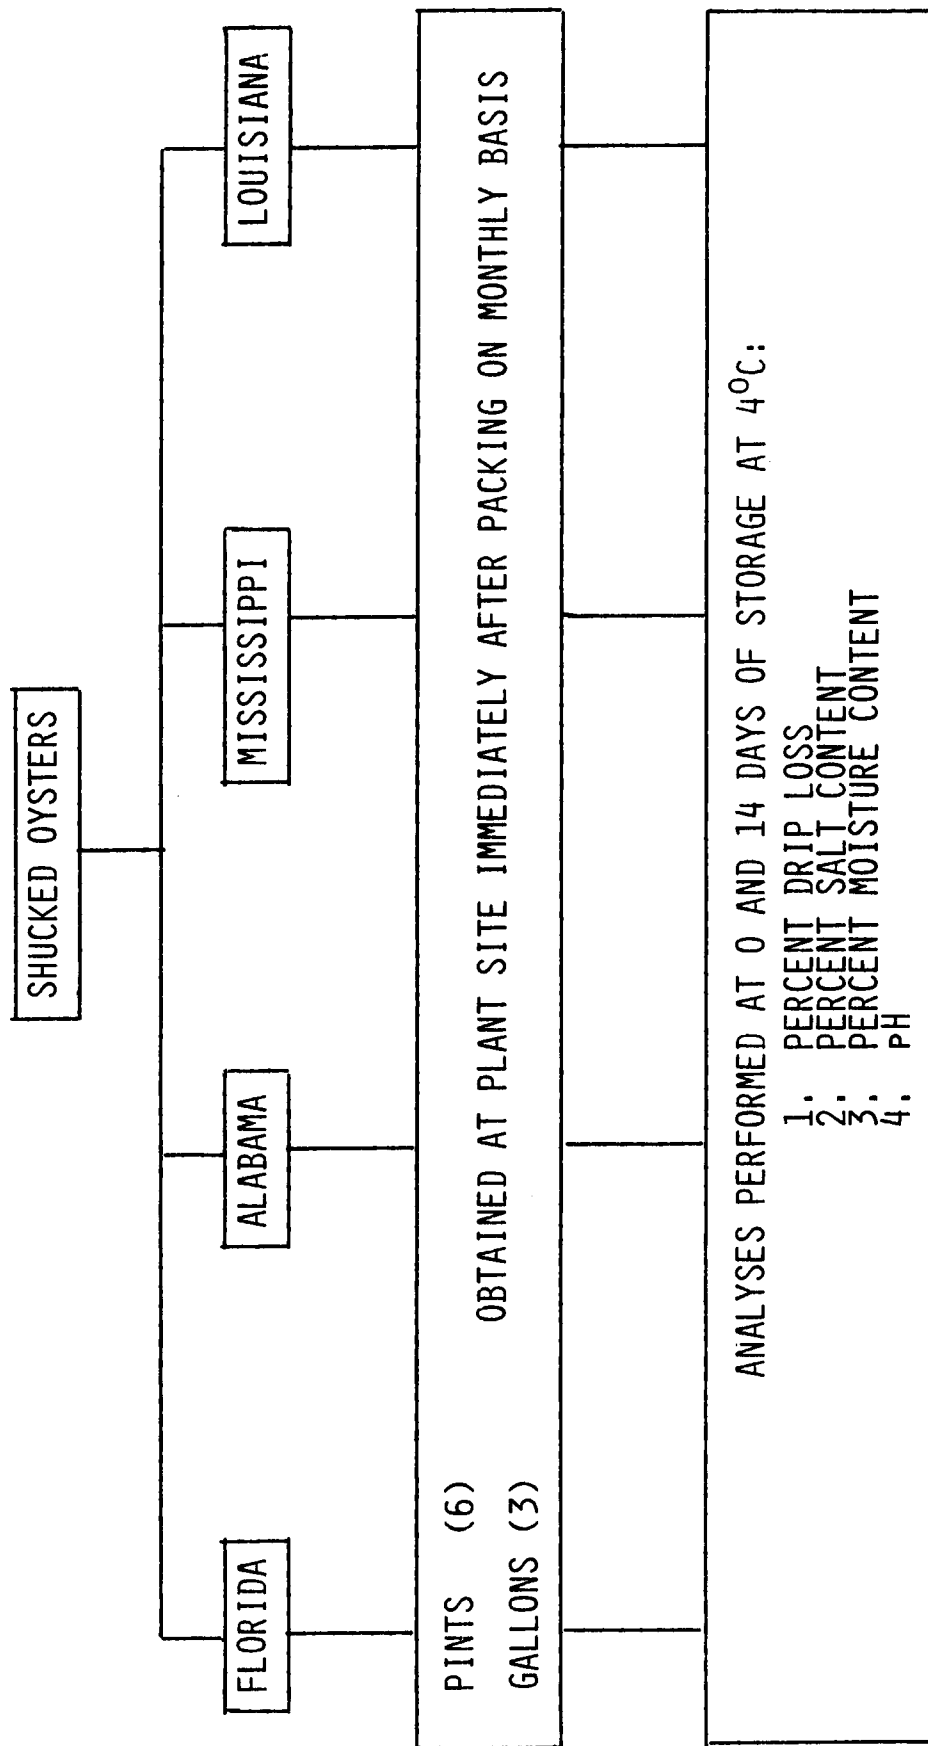 SHUCKED OYSTERS
FLORIDA
ALABAMA
MISSISSIPPI
LOUISIANA
PINTS (6)
GALLONS (3)
OBTAINED AT PLANT SITE IMMEDIATELY AFTER PACKING ON MONTHLY BASIS
ANALYSES PERFORMED AT 0 AND 14 DAYS OF STORAGE AT 4°C:
1. PERCENT DRIP LOSS
2. PERCENT SALT CONTENT
3. PERCENT MOISTURE CONTENT
4. PH